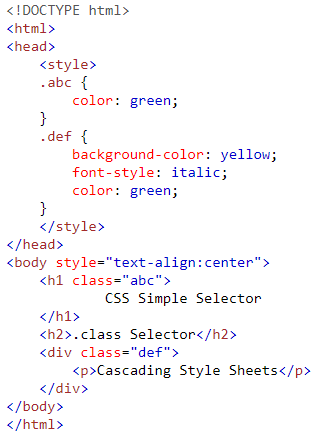 <!DOCTYPE html>
<html>
<head>
    <style>
    .abc {
        color: green;
    }
    .def {
        background-color: yellow;
        font-style: italic;
        color: green;
    }
    </style>
</head>
<body style="text-align:center">
    <h1 class="abc">
            CSS Simple Selector
    </h1>
    <h2>.class Selector</h2>
    <div class="def">
        <p>Cascading Style Sheets</p>
    </div>
</body>
</html>